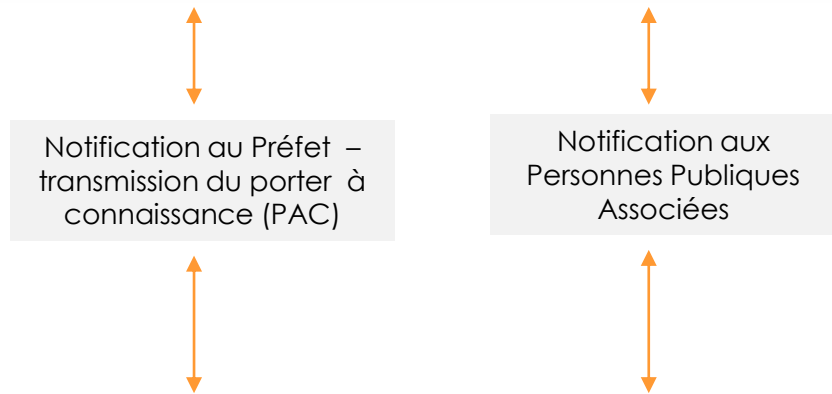 Notification au Préfet –
transmission du porter à
connaissance (PAC)
Notification aux
Personnes Publiques
Associées